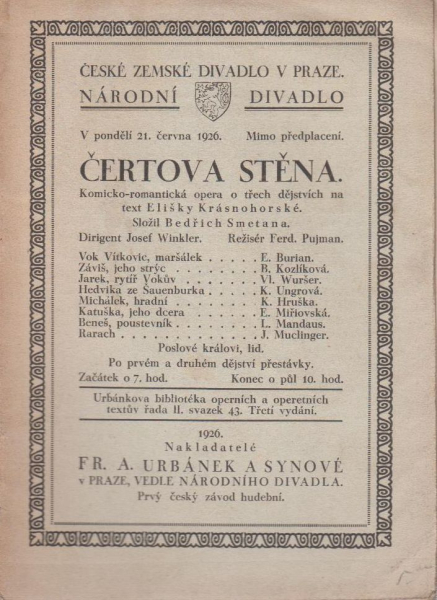 ČESKÉ ZEMSKÉ DIVADLO V PRAZE.
NÁRODNÍ DIVADLO
V pondělí 21. června 1926. Mimo předplacení.
ČERTOVA STĚNA.
Komicko-romantická opera o třech dějstvích na
text Elišky Krásnohorské.
Složil Bedřich Smetana.
Dirigent Josef Winkler. Režisér Ferd. Pujman.
Vok Vítkovic, maršálek . . . . . E. Burian.
Záviš, jeho strýc . . . . . . . . B. Kozlíková.
Jarek, rytíř Vokův . . . . . . . Vl. Wuršer.
Hedvika ze Šauenburka . . . . . K. Ungrová.
Michálek, hradní . . . . . . . . K. Hruška.
Katuška, jeho dcera . . . . . . E. Miřiovská.
Beneš, poustevník . . . . . . . L. Mandaus.
Rarach . . . . . . . . . . . . . J. Muclinger.
Poslové královi, lid.
Po prvém a druhém dějství přestávky.
Začátek o 7. hod. Konec o půl 10. hod.
Urbánkova bibliotéka operních a operetních
textův řada II. svazek 43. Třetí vydání.
1926.
Nakladatelé
FR. A. URBÁNEK A SYNOVÉ
v PRAZE, VEDLE NÁRODNÍHO DIVADLA.
Prvý český závod hudební.